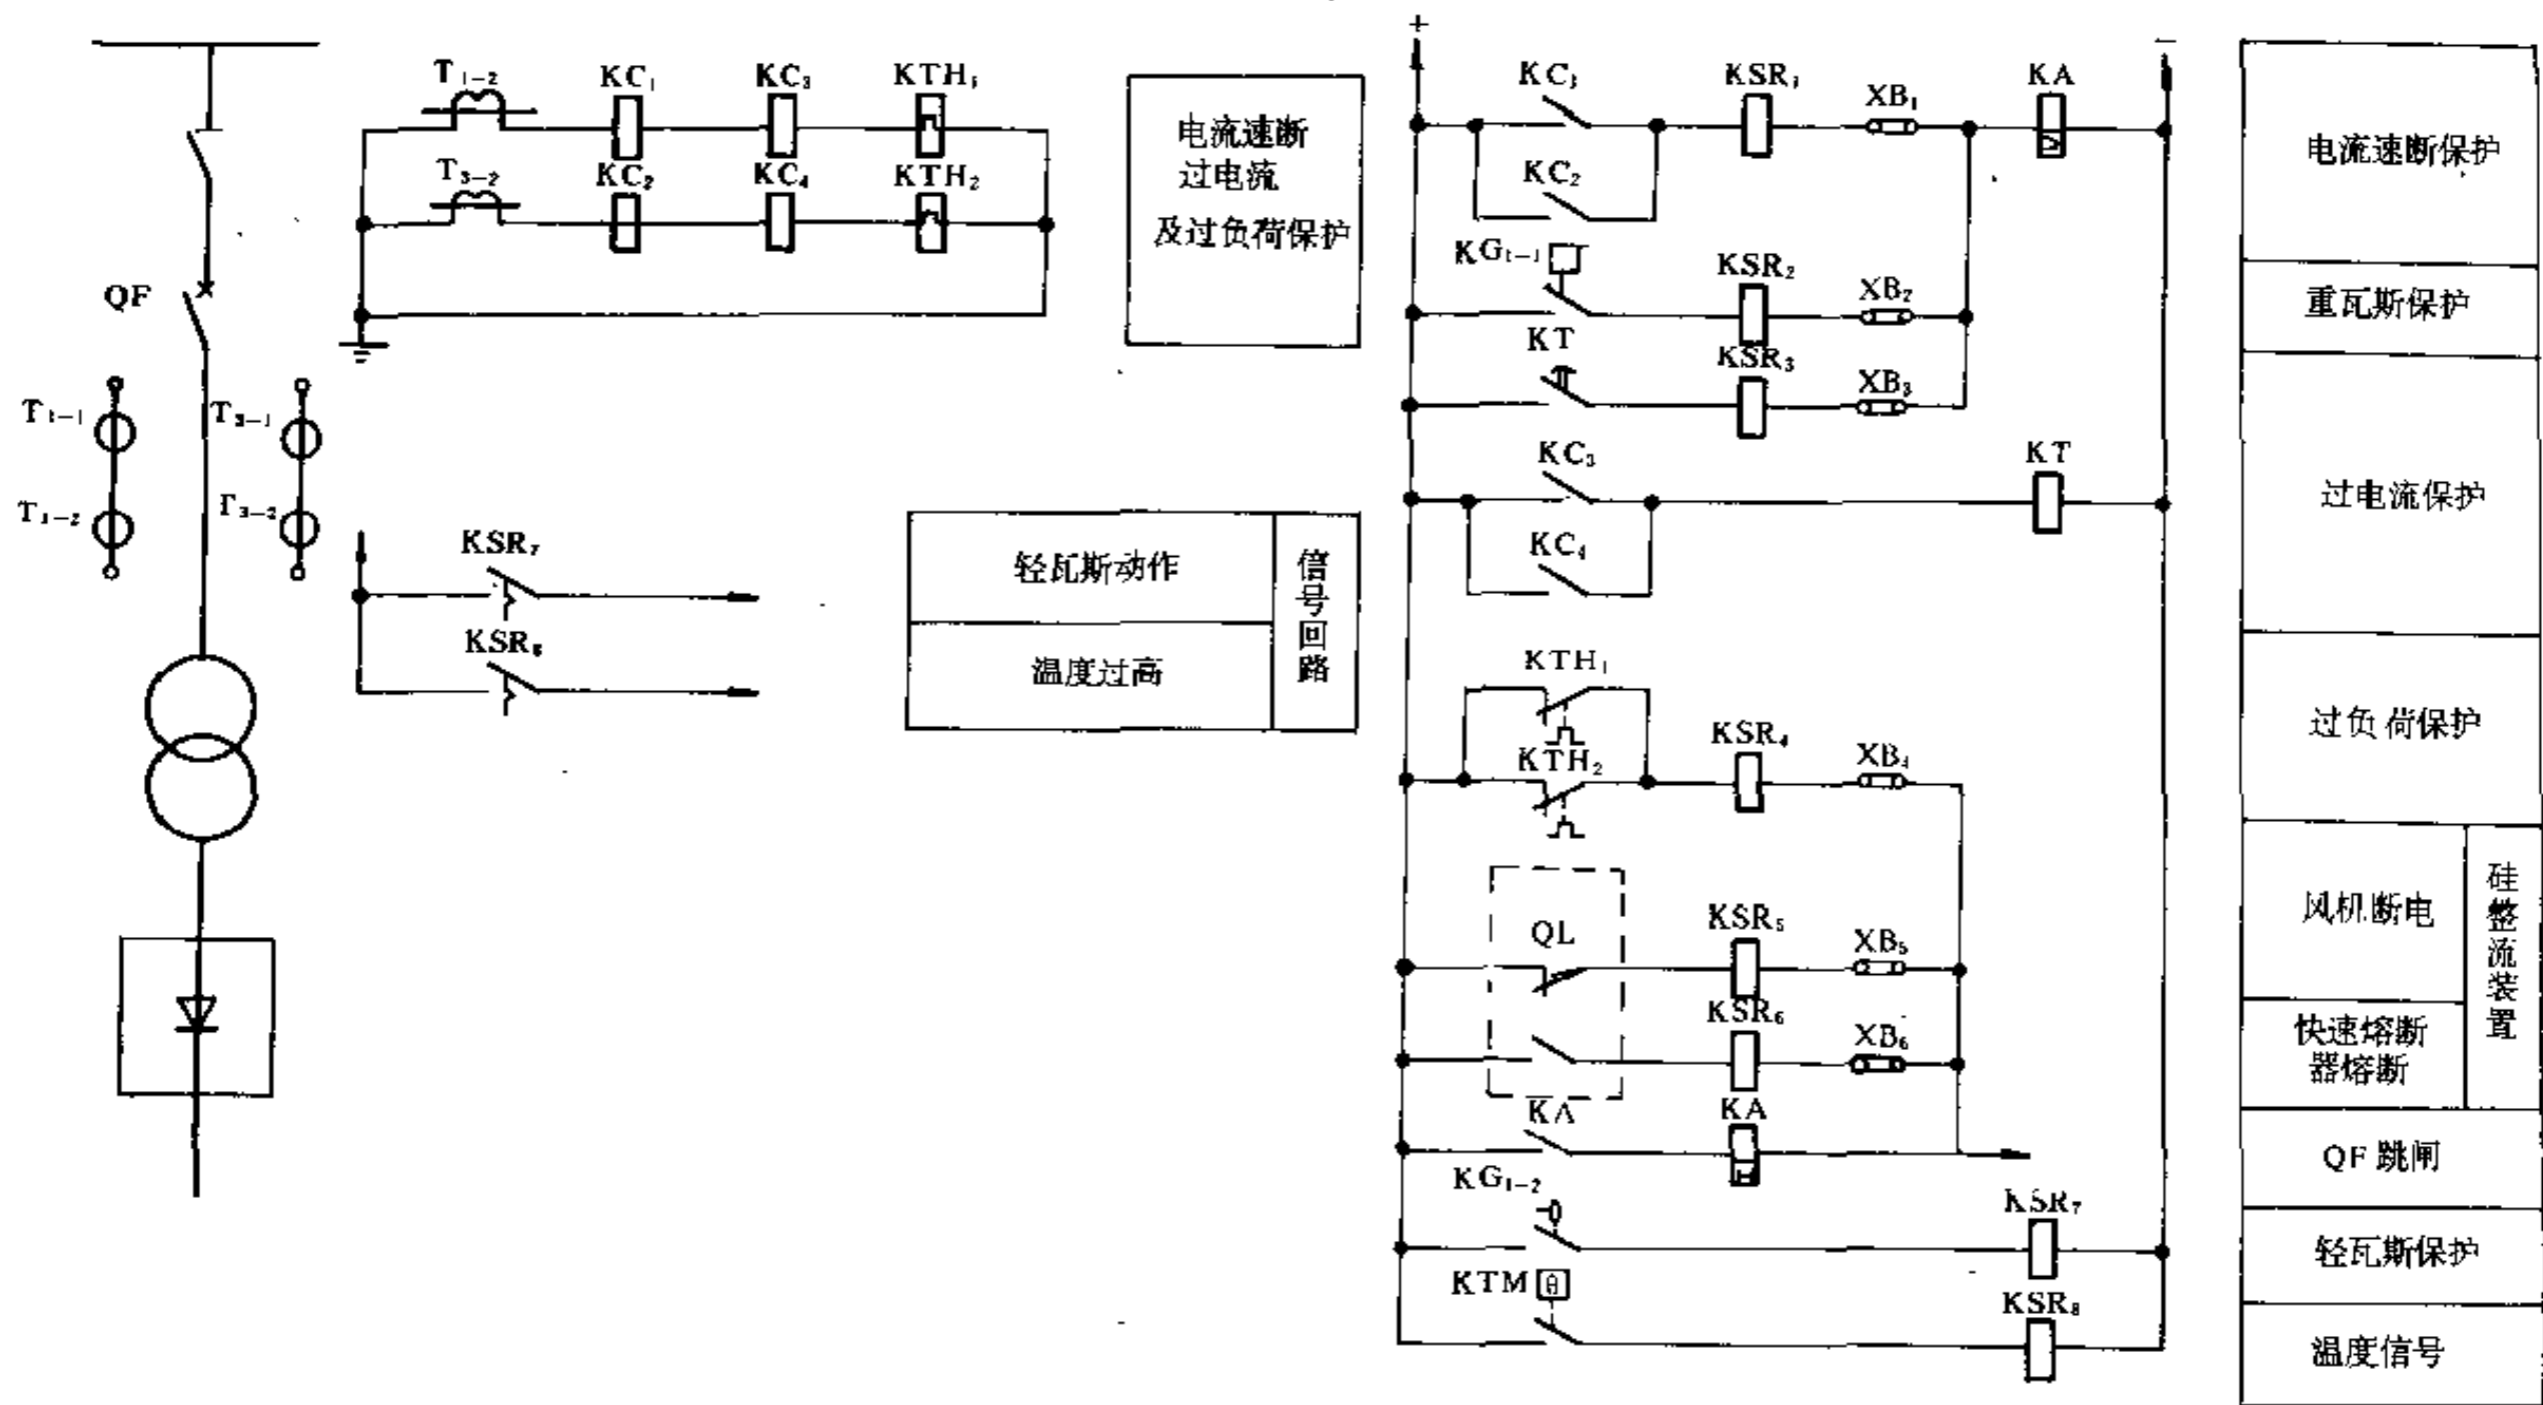 T₁₋₂ KC₁ KC₃ KTH₁
T₃₋₂ KC₂ KC₄ KTH₂
电流速断
过电流
及过负荷保护
QF
T₁₋₁ T₃₋₁
T₁₋₂ T₃₋₂
KSR₇
KSR₈
轻瓦斯动作
温度过高
信号回路
+ −
KC₁ KSR₁ XB₁ KA
KC₂
KG₁₋₁ KSR₂ XB₂
KT KSR₃ XB₃
KC₃ KT
KC₄
KTH₁
KTH₂ KSR₄ XB₄
QL KSR₅ XB₅
KSR₆ XB₆
KA KA
KG₁₋₂ KSR₇
KTM θ KSR₈
电流速断保护
重瓦斯保护
过电流保护
过负荷保护
风机断电
快速熔断
器熔断
硅整流装置
QF跳闸
轻瓦斯保护
温度信号